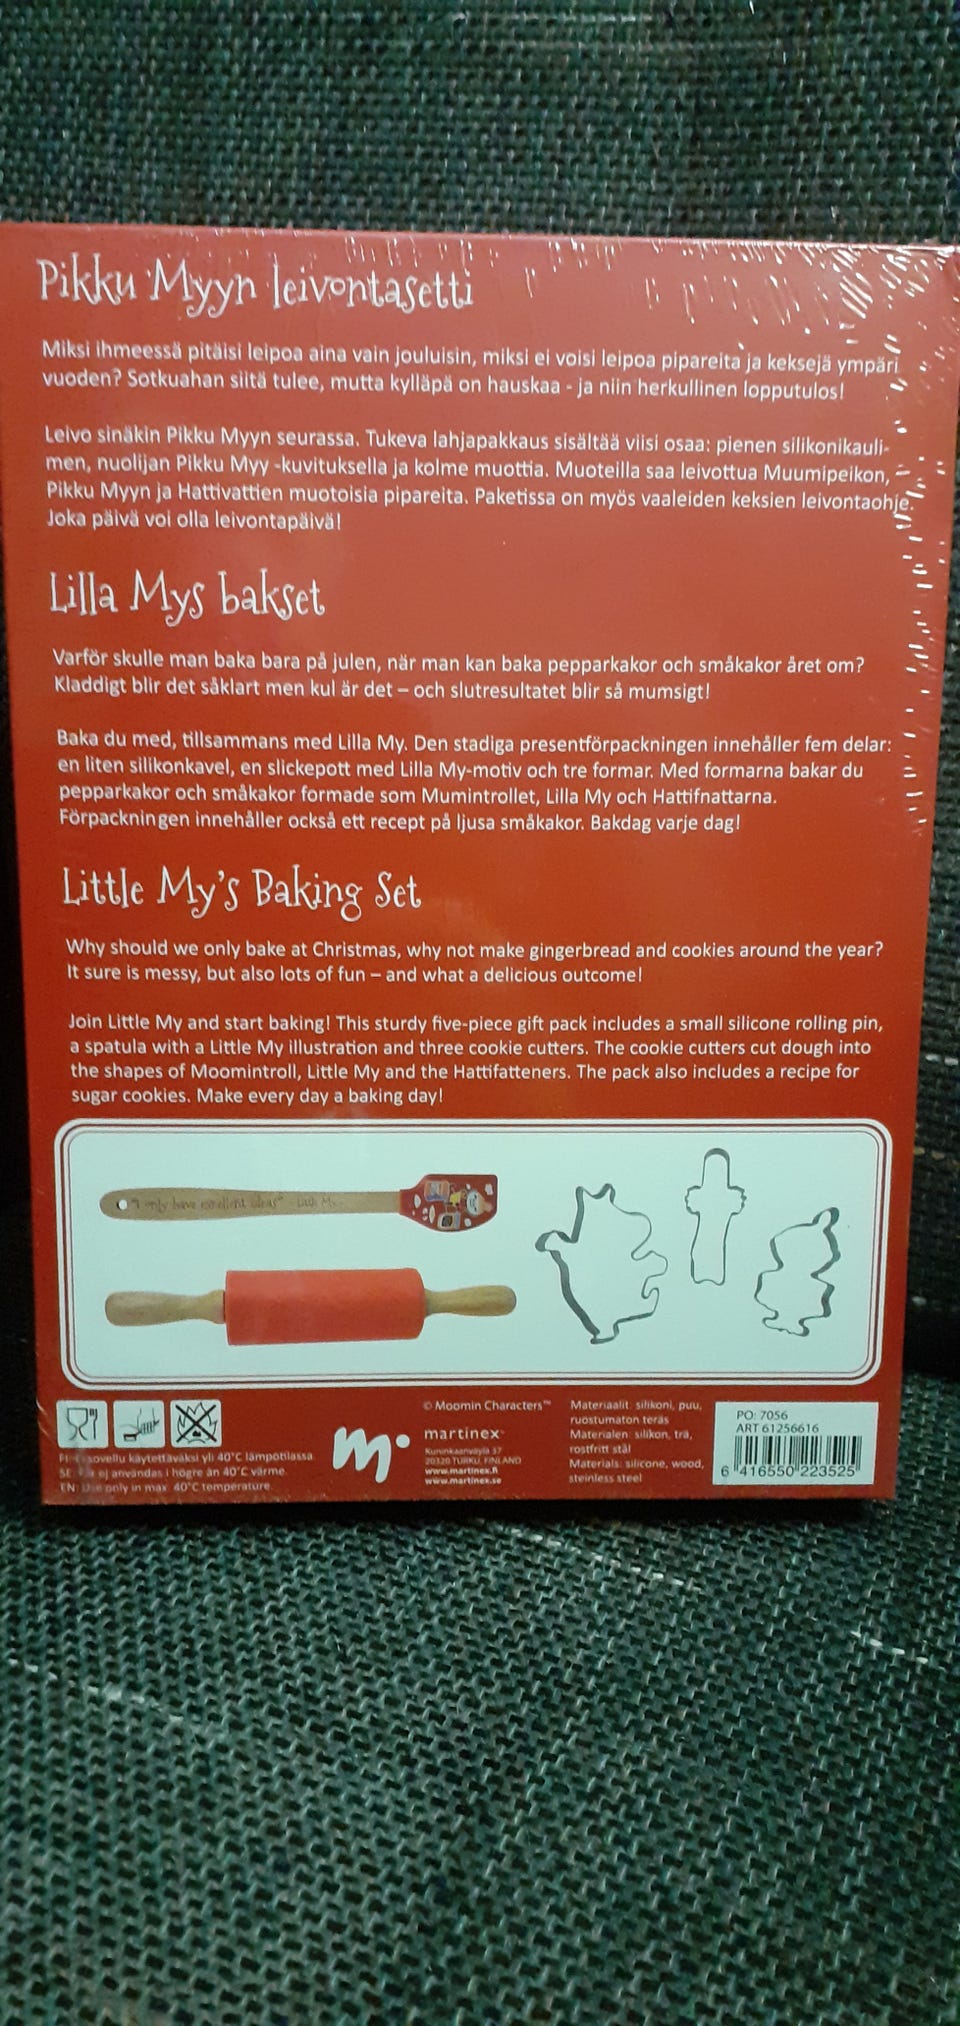 Pikku Myyn leivontasetti
Miksi ihmeessä pitäisi leipoa aina vain jouluisin, miksi ei voisi leipoa pipareita ja keksejä ympäri
vuoden? Sotkuahan siitä tulee, mutta kylläpä on hauskaa - ja niin herkullinen lopputulos!
Leivo sinäkin Pikku Myyn seurassa. Tukeva lahjapakkaus sisältää viisi osaa: pienen silikonikauli-
men, nuolijan Pikku Myy -kuvituksella ja kolme muottia. Muoteilla saa leivottua Muumipeikon,
Pikku Myyn ja Hattivattien muotoisia pipareita. Paketissa on myös vaaleiden keksien leivontaohje.
Joka päivä voi olla leivontapäivä!
Lilla Mys bakset
Varför skulle man baka bara på julen, när man kan baka pepparkakor och småkakor året om?
Kladdigt blir det såklart men kul är det – och slutresultatet blir så mumsigt!
Baka du med, tillsammans med Lilla My. Den stadiga presentförpackningen innehåller fem delar:
en liten silikonkavel, en slickepott med Lilla My-motiv och tre formar. Med formarna bakar du
pepparkakor och småkakor formade som Mumintrollet, Lilla My och Hattifnattarna.
Förpackningen innehåller också ett recept på ljusa småkakor. Bakdag varje dag!
Little My's Baking Set
Why should we only bake at Christmas, why not make gingerbread and cookies around the year?
It sure is messy, but also lots of fun – and what a delicious outcome!
Join Little My and start baking! This sturdy five-piece gift pack includes a small silicone rolling pin,
a spatula with a Little My illustration and three cookie cutters. The cookie cutters cut dough into
the shapes of Moomintroll, Little My and the Hattifatteners. The pack also includes a recipe for
sugar cookies. Make every day a baking day!
"I only have excellent ideas" - Little My
FI: sovellu käytettäväksi yli 40°C lämpötilassa
SE: ej användas i högre än 40°C värme.
EN: Use only in max. 40°C temperature.
m
© Moomin Characters™
martinex
Kuninkaanväylä 37
20320 TURKU, FINLAND
www.martinex.fi
www.martinex.se
Materiaalit: silikoni, puu,
ruostumaton teräs
Materialen: silikon, trä,
rostfritt stål
Materials: silicone, wood,
steinless steel
PO: 7056
ART 61256616
6 416550 223525